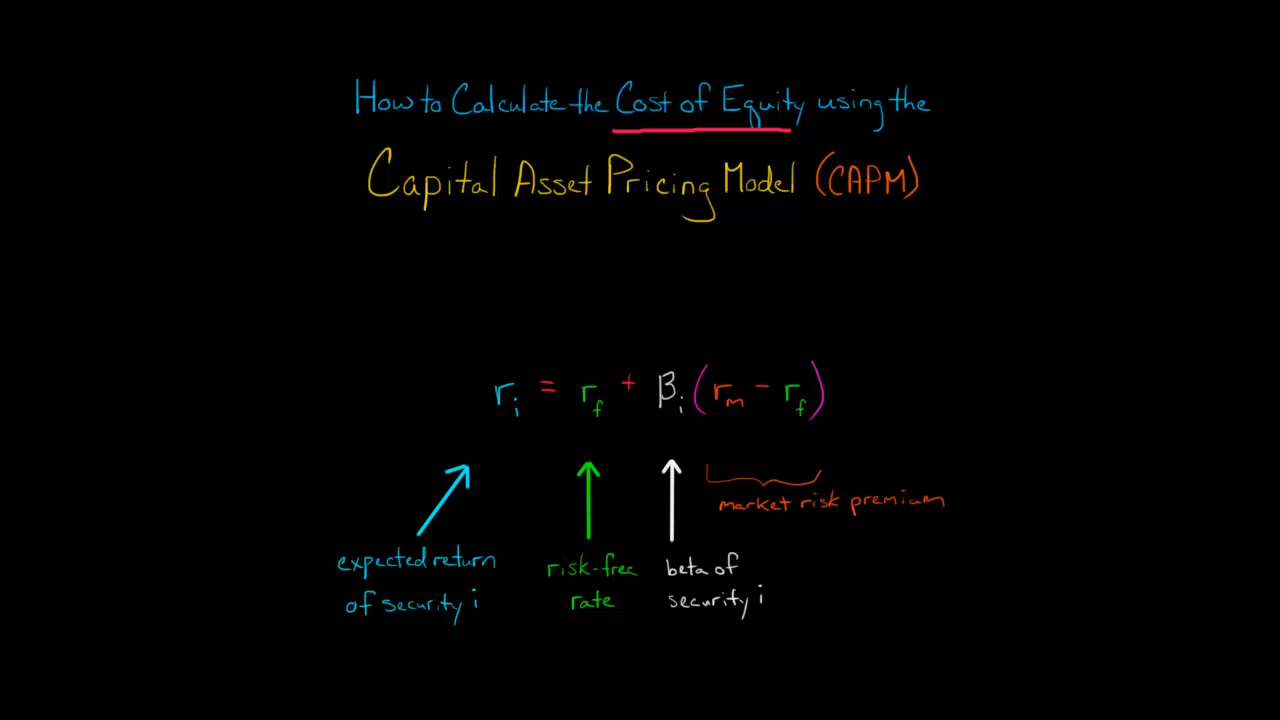 How to Calculate the Cost of Equity using the
Capital Asset Pricing Model (CAPM)
rᵢ = r_f + βᵢ (r_m - r_f)
market risk premium
expected return
of security i
risk-free
rate
beta of
security i